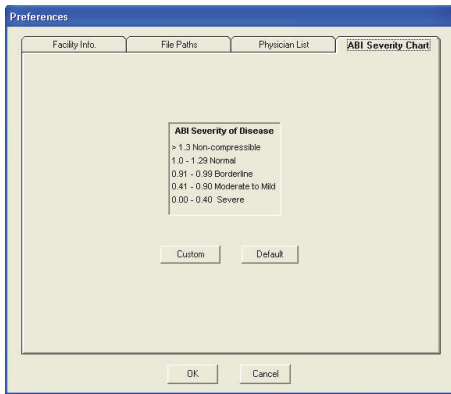 Preferences
Facility Info.
File Paths
Physician List
ABI Severity Chart
ABI Severity of Disease
> 1.3 Non-compressible
1.0 - 1.29 Normal
0.91 - 0.99 Borderline
0.41 - 0.90 Moderate to Mild
0.00 - 0.40 Severe
Custom
Default
OK
Cancel